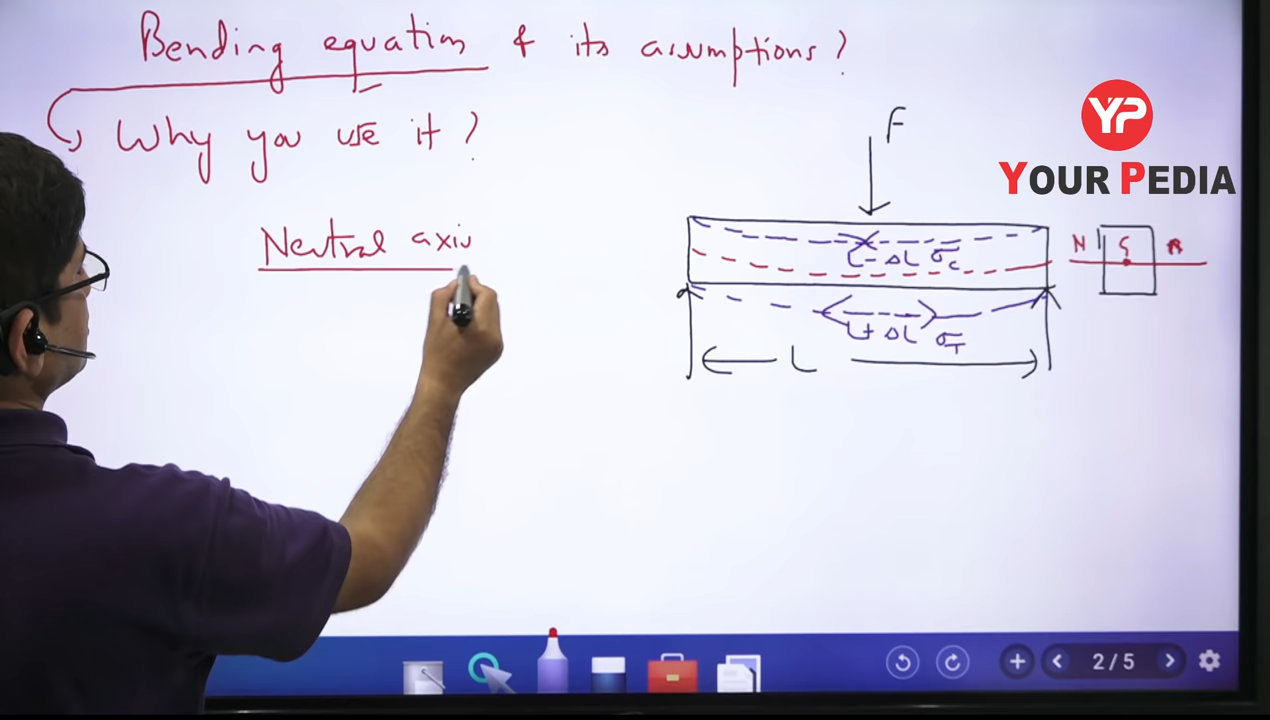 Bending equation & its assumptions?
Why you use it?
Neutral axis
F
L-ΔL σc
L+ΔL σT
L
N G A
YP
YOUR PEDIA
2/5